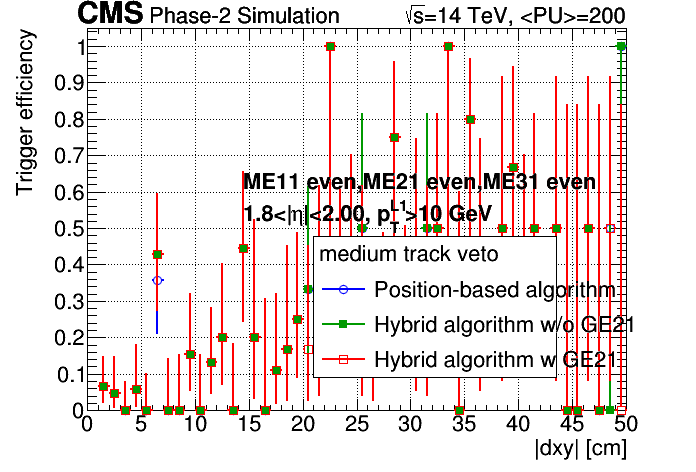 CMS Phase-2 Simulation √s=14 TeV, <PU>=200
Trigger efficiency
1
0.9
0.8
0.7
0.6
0.5
0.4
0.3
0.2
0.1
0
ME11 even,ME21 even,ME31 even
1.8<|η|<2.00, p_T^L1>10 GeV
medium track veto
Position-based algorithm
Hybrid algorithm w/o GE21
Hybrid algorithm w GE21
0 5 10 15 20 25 30 35 40 45 50
|dxy| [cm]